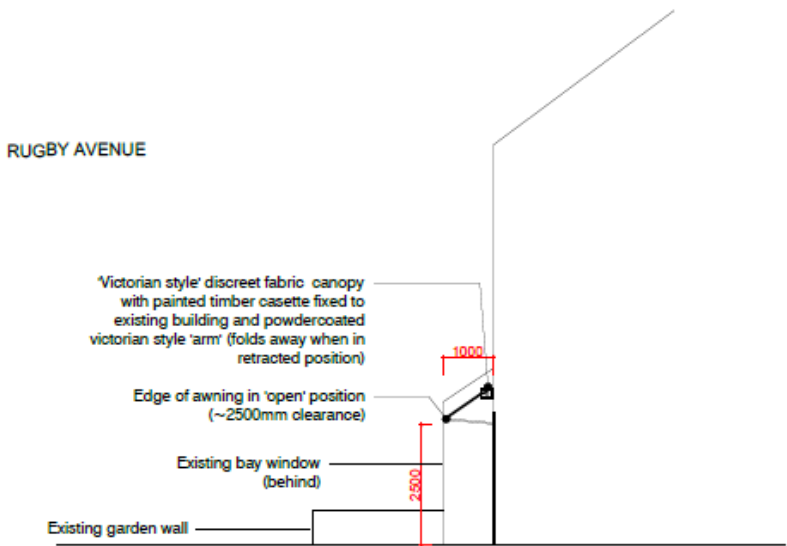 RUGBY AVENUE
'Victorian style' discreet fabric canopy
with painted timber casette fixed to
existing building and powdercoated
victorian style 'arm' (folds away when in
retracted position)
1000
Edge of awning in 'open' position
(~2500mm clearance)
Existing bay window
(behind)
2500
Existing garden wall